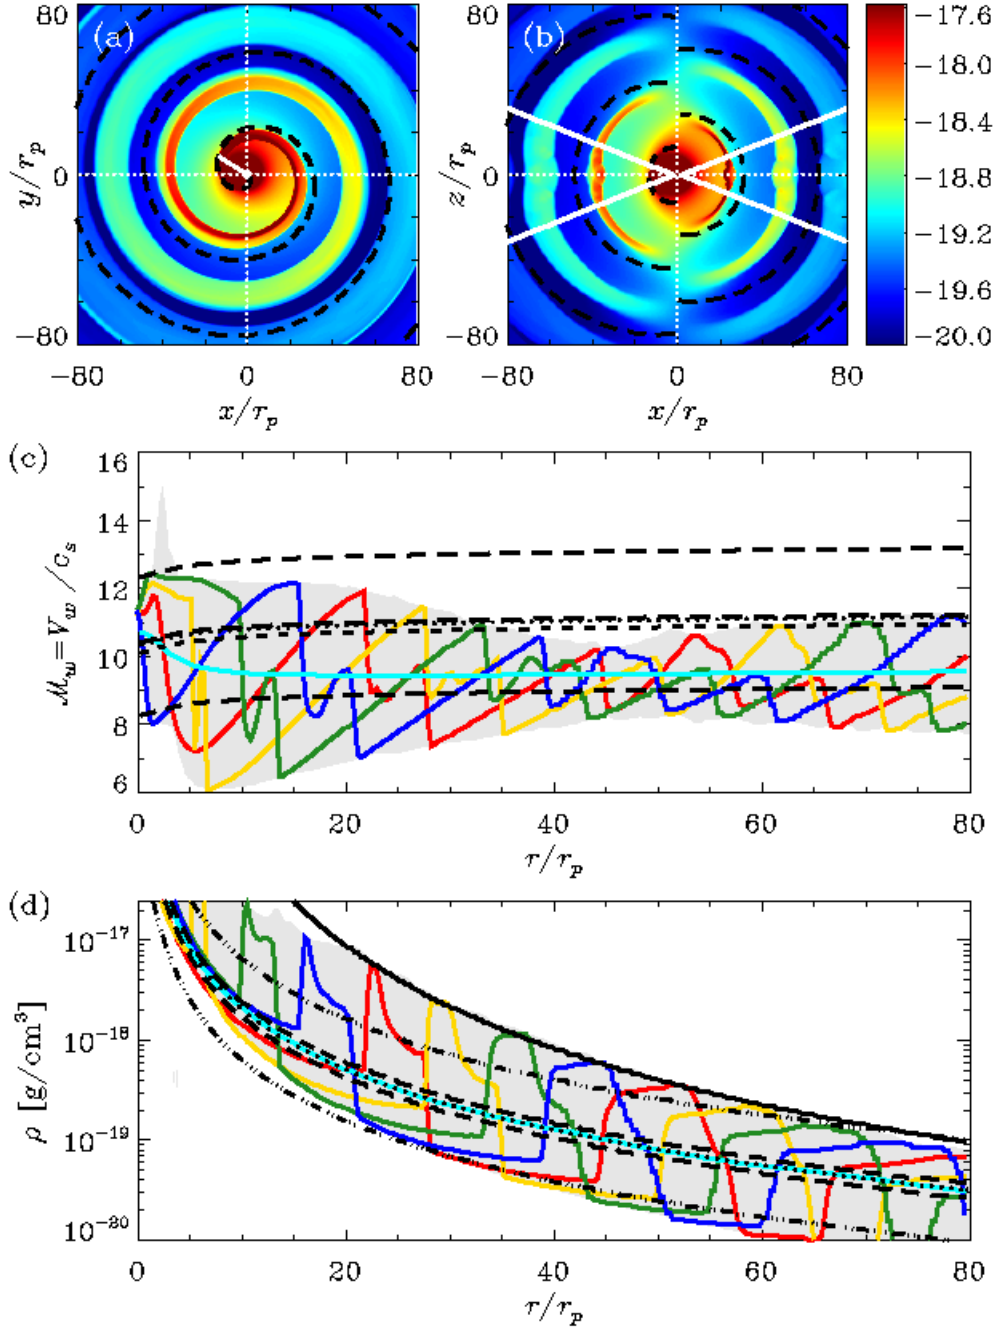 (a)
(b)
80
0
−80
y/r_p
−80 0 80
x/r_p
80
0
−80
z/r_p
−80 0 80
x/r_p
−17.6
−18.0
−18.4
−18.8
−19.2
−19.6
−20.0
(c)
16
14
12
10
8
6
ℳ_w=V_w/c_s
0 20 40 60 80
r/r_p
(d)
10⁻¹⁷
10⁻¹⁸
10⁻¹⁹
10⁻²⁰
ρ [g/cm³]
0 20 40 60 80
r/r_p